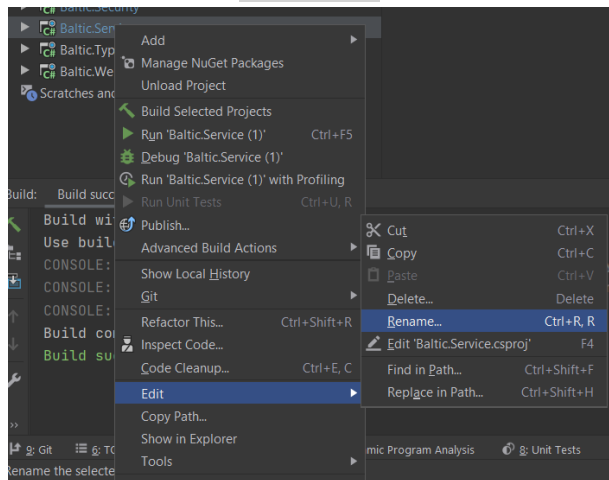 Baltic.Security
Baltic.Serv
Baltic.Typ
Baltic.We
Scratches and
Add
Manage NuGet Packages
Unload Project
Build Selected Projects
Run 'Baltic.Service (1)' Ctrl+F5
Debug 'Baltic.Service (1)'
Run 'Baltic.Service (1)' with Profiling
Run Unit Tests Ctrl+U, R
Publish...
Advanced Build Actions
Show Local History
Git
Refactor This... Ctrl+Shift+R
Inspect Code...
Code Cleanup... Ctrl+E, C
Edit
Copy Path...
Show in Explorer
Tools
Cut Ctrl+X
Copy Ctrl+C
Paste Ctrl+V
Delete... Delete
Rename... Ctrl+R, R
Edit 'Baltic.Service.csproj' F4
Find in Path... Ctrl+Shift+F
Replace in Path... Ctrl+Shift+H
Build: Build succ
Build wi
Use buil
CONSOLE:
CONSOLE:
CONSOLE:
Build con
Build suc
9: Git 6: TO
mic Program Analysis 8: Unit Tests
Rename the selecte